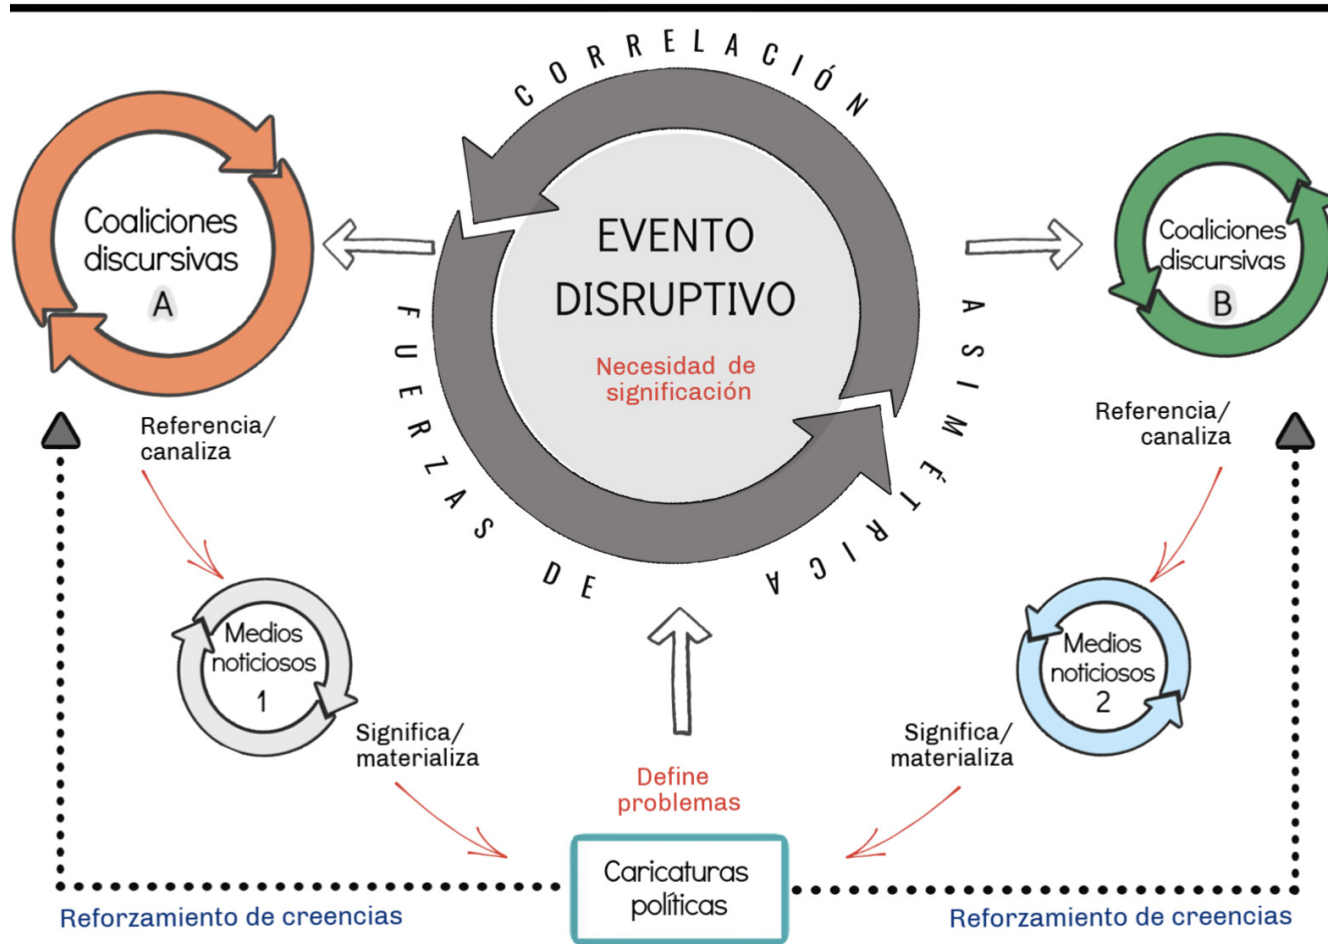 CORRELACIÓN
ASIMÉTRICA
FUERZAS DE
EVENTO
DISRUPTIVO
Necesidad de
significación
Coaliciones
discursivas
A
Coaliciones
discursivas
B
Referencia/
canaliza
Referencia/
canaliza
Medios
noticiosos
1
Medios
noticiosos
2
Significa/
materializa
Significa/
materializa
Define
problemas
Caricaturas
políticas
Reforzamiento de creencias
Reforzamiento de creencias